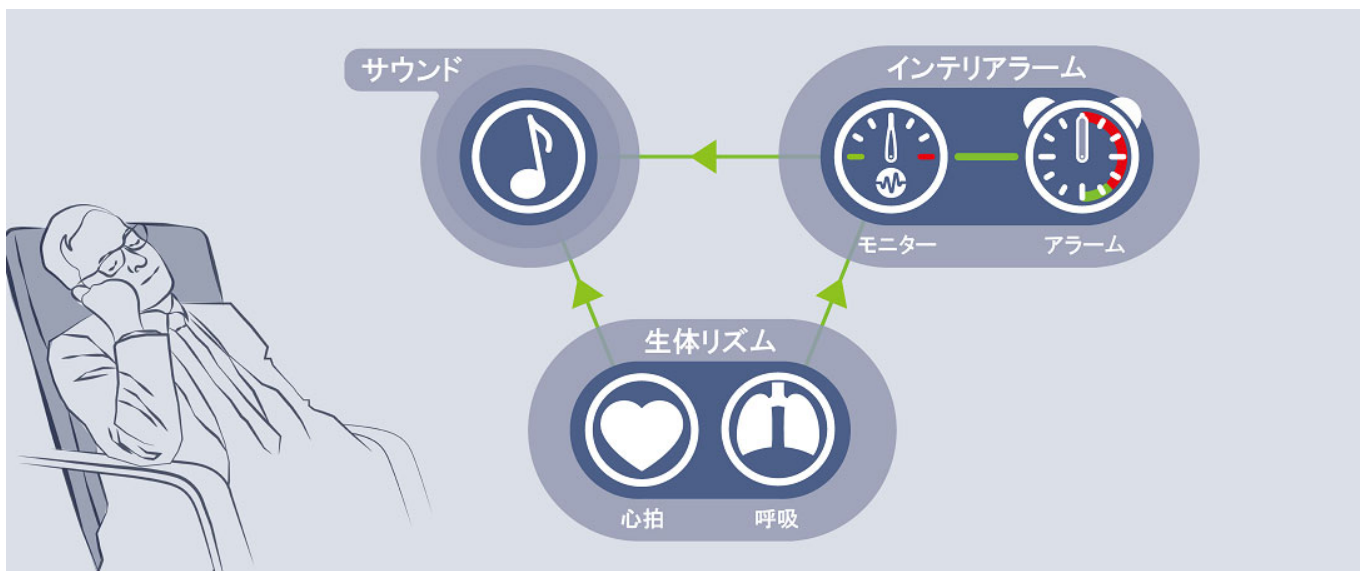 サウンド
インテリアラーム
モニター
アラーム
生体リズム
心拍
呼吸